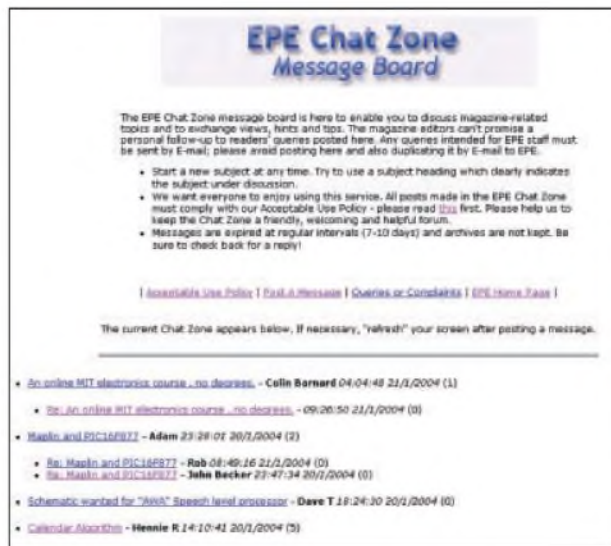 EPE Chat Zone
Message Board
The EPE Chat Zone message board is here to enable you to discuss magazine-related
topics and to exchange views, hints and tips. The magazine editors can't promise a
personal follow-up to readers' queries posted here. Any queries intended for EPE staff must
be sent by E-mail; please avoid posting here and also duplicating it by E-mail to EPE.
• Start a new subject at any time. Try to use a subject heading which clearly indicates
the subject under discussion.
• We want everyone to enjoy using this service. All posts made in the EPE Chat Zone
must comply with our Acceptable Use Policy - please read this first. Please help us to
keep the Chat Zone a friendly, welcoming and helpful forum.
• Messages are expired at regular intervals (7-10 days) and archives are not kept. Be
sure to check back for a reply!
| Acceptable Use Policy | Post A Message | Queries or Complaints | EPE Home Page |
The current Chat Zone appears below. If necessary, "refresh" your screen after posting a message.
• An online MIT electronics course . no degrees. - Colin Barnard 04:04:48 21/1/2004 (1)
• Re: An online MIT electronics course . no degrees. - 09:26:50 21/1/2004 (0)
• Maplin and PIC16F877 - Adam 23:28:01 20/1/2004 (2)
• Re: Maplin and PIC16F877 - Rob 08:49:16 21/1/2004 (0)
• Re: Maplin and PIC16F877 - John Becker 23:47:34 20/1/2004 (0)
• Schematic wanted for "AWA" Speech level processor - Dave T 18:24:30 20/1/2004 (0)
• Calendar Algorithm - Hennie R 14:10:41 20/1/2004 (5)